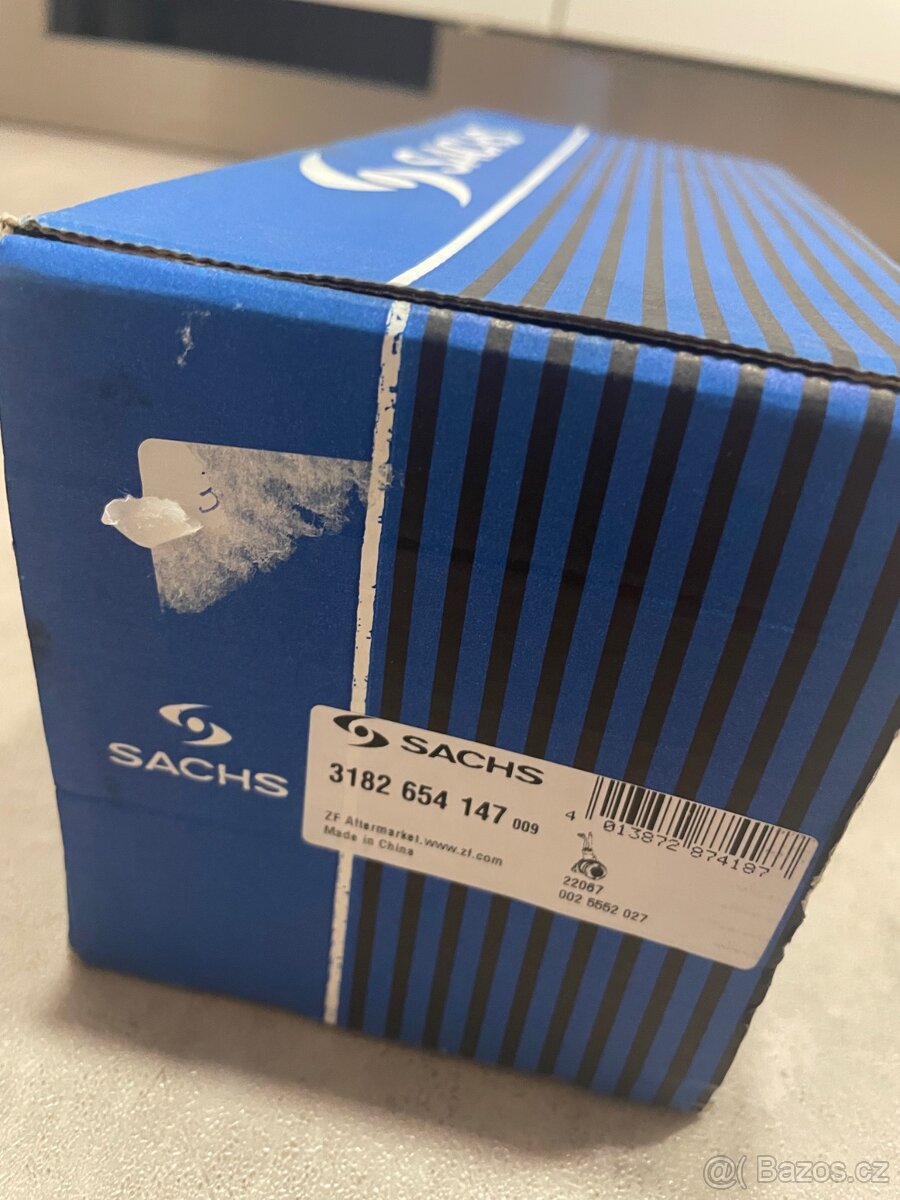 SACHS
SACHS
SACHS
3182 654 147 009
ZF Aftermarket.www.zf.com
Made in China
4 013872 874187
22067
002 5552 027
@( Bazos.cz